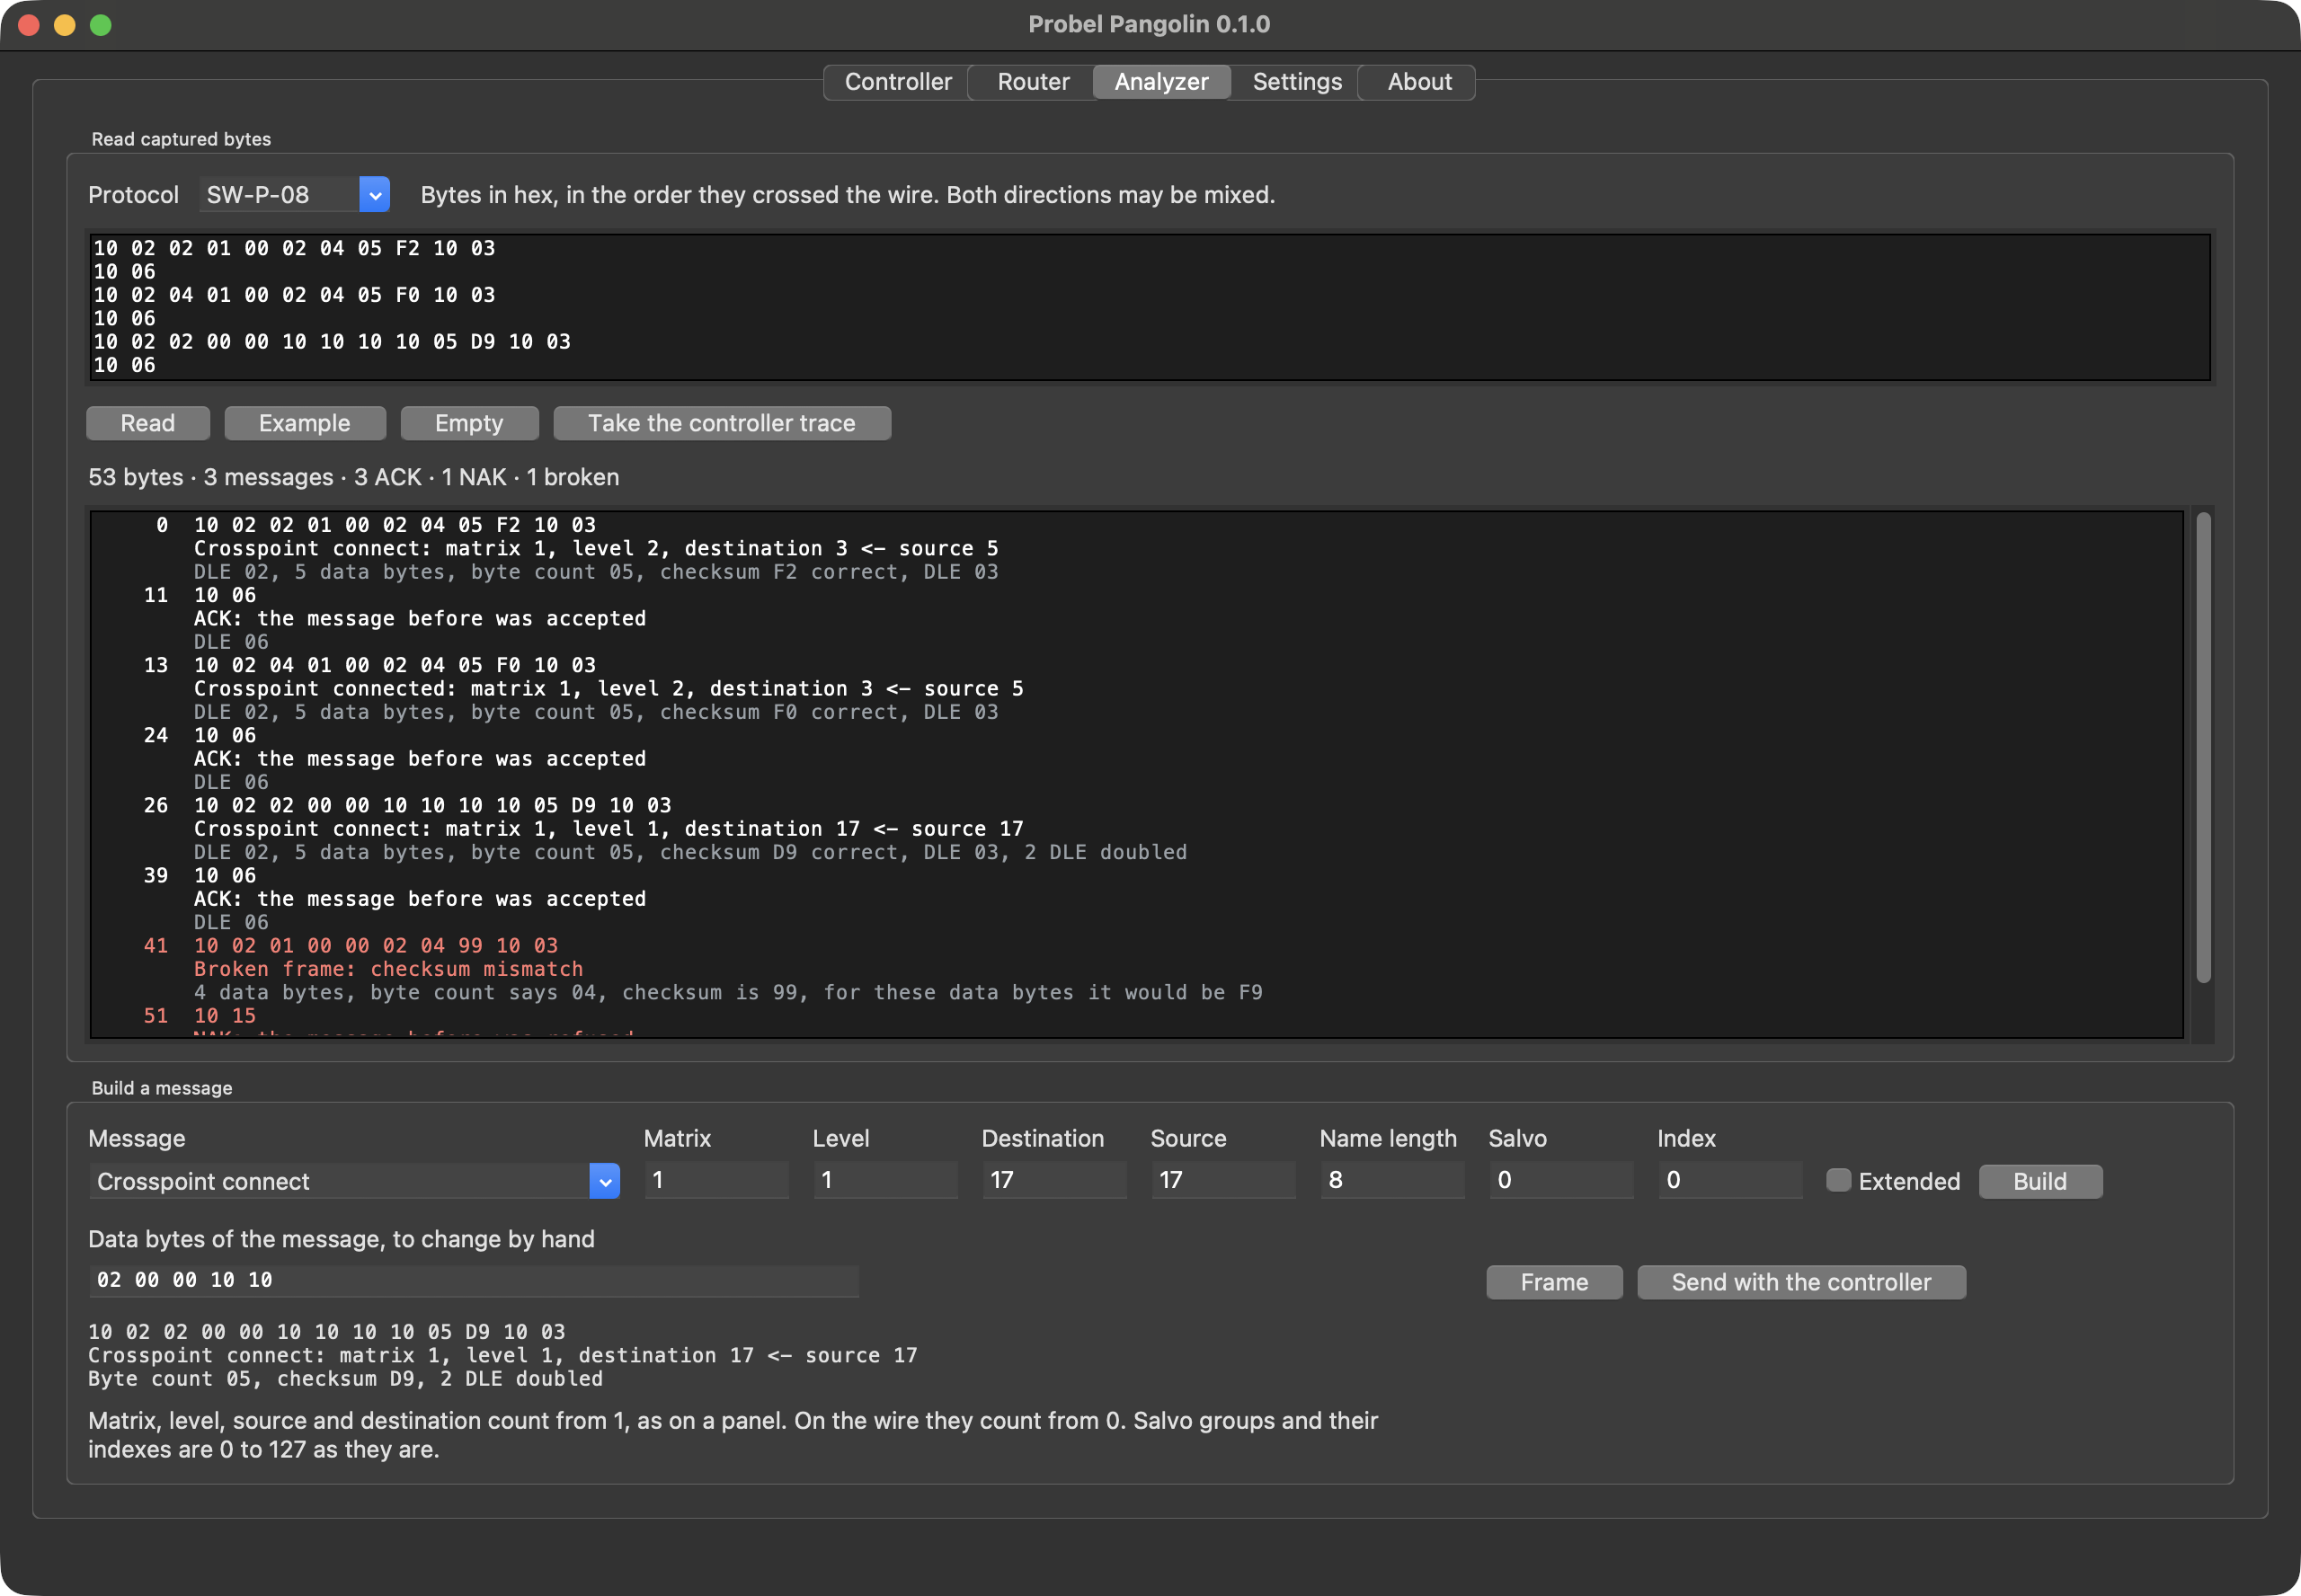 Probel Pangolin 0.1.0
Controller Router Analyzer Settings About
Read captured bytes
Protocol SW-P-08 Bytes in hex, in the order they crossed the wire. Both directions may be mixed.
10 02 02 01 00 02 04 05 F2 10 03
10 06
10 02 04 01 00 02 04 05 F0 10 03
10 06
10 02 02 00 00 10 10 10 10 05 D9 10 03
10 06
Read Example Empty Take the controller trace
53 bytes · 3 messages · 3 ACK · 1 NAK · 1 broken
0 10 02 02 01 00 02 04 05 F2 10 03
Crosspoint connect: matrix 1, level 2, destination 3 <- source 5
DLE 02, 5 data bytes, byte count 05, checksum F2 correct, DLE 03
11 10 06
ACK: the message before was accepted
DLE 06
13 10 02 04 01 00 02 04 05 F0 10 03
Crosspoint connected: matrix 1, level 2, destination 3 <- source 5
DLE 02, 5 data bytes, byte count 05, checksum F0 correct, DLE 03
24 10 06
ACK: the message before was accepted
DLE 06
26 10 02 02 00 00 10 10 10 10 05 D9 10 03
Crosspoint connect: matrix 1, level 1, destination 17 <- source 17
DLE 02, 5 data bytes, byte count 05, checksum D9 correct, DLE 03, 2 DLE doubled
39 10 06
ACK: the message before was accepted
DLE 06
41 10 02 01 00 00 02 04 99 10 03
Broken frame: checksum mismatch
4 data bytes, byte count says 04, checksum is 99, for these data bytes it would be F9
51 10 15
NAK: the message before was refused
Build a message
Message Matrix Level Destination Source Name length Salvo Index
Crosspoint connect 1 1 17 17 8 0 0 Extended Build
Data bytes of the message, to change by hand
02 00 00 10 10 Frame Send with the controller
10 02 02 00 00 10 10 10 10 05 D9 10 03
Crosspoint connect: matrix 1, level 1, destination 17 <- source 17
Byte count 05, checksum D9, 2 DLE doubled
Matrix, level, source and destination count from 1, as on a panel. On the wire they count from 0. Salvo groups and their
indexes are 0 to 127 as they are.